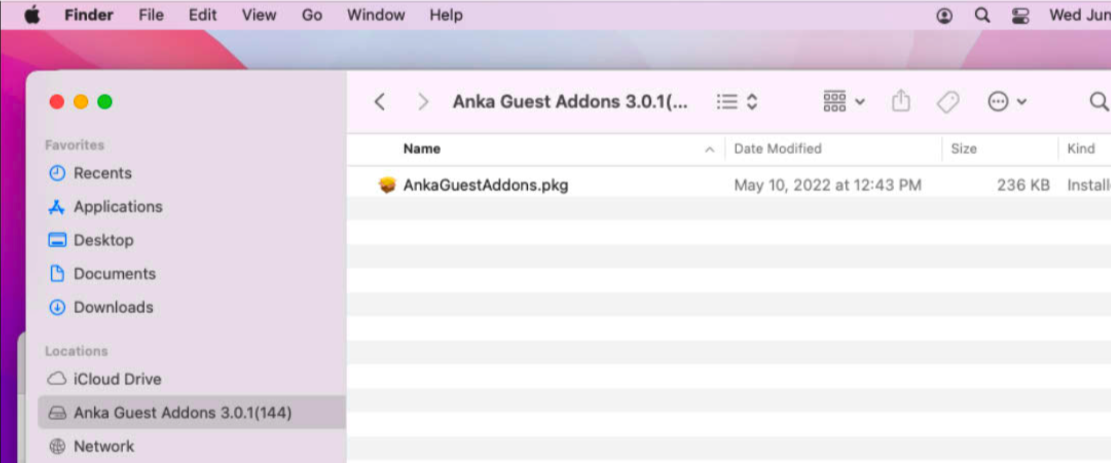 Finder File Edit View Go Window Help Wed Jun
Anka Guest Addons 3.0.1(...
Favorites
Recents
Applications
Desktop
Documents
Downloads
Locations
iCloud Drive
Anka Guest Addons 3.0.1(144)
Network
Name Date Modified Size Kind
AnkaGuestAddons.pkg May 10, 2022 at 12:43 PM 236 KB Install